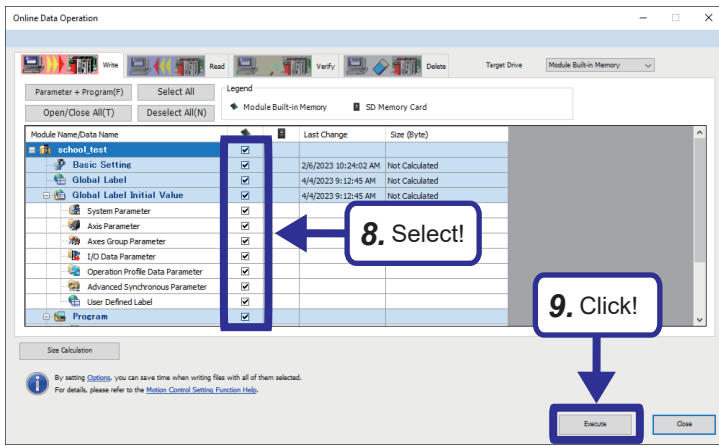 Online Data Operation
Write
Read
Verify
Delete
Target Drive
Module Built-in Memory
Parameter + Program(F)
Select All
Legend
Open/Close All(T)
Deselect All(N)
Module Built-in Memory
SD Memory Card
Module Name/Data Name
Last Change
Size (Byte)
school_test
Basic Setting 2/6/2023 10:24:02 AM Not Calculated
Global Label 4/4/2023 9:12:45 AM Not Calculated
Global Label Initial Value 4/4/2023 9:12:45 AM Not Calculated
System Parameter
Axis Parameter
Axes Group Parameter
I/O Data Parameter
Operation Profile Data Parameter
Advanced Synchronous Parameter
User Defined Label
Program
8. Select!
9. Click!
Size Calculation
By setting Options, you can save time when writing files with all of them selected.
For details, please refer to the Motion Control Setting Function Help.
Execute
Close